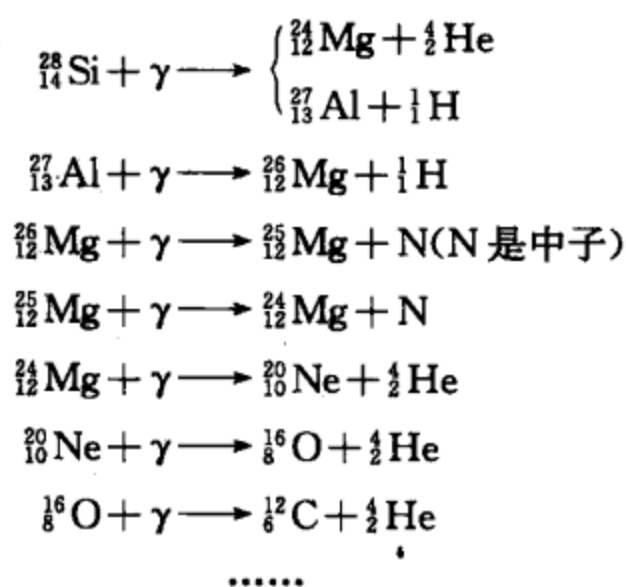 ²⁸₁₄Si + γ ⟶ { ²⁴₁₂Mg + ⁴₂He
²⁷₁₃Al + ¹₁H
²⁷₁₃Al + γ ⟶ ²⁶₁₂Mg + ¹₁H
²⁶₁₂Mg + γ ⟶ ²⁵₁₂Mg + N(N是中子)
²⁵₁₂Mg + γ ⟶ ²⁴₁₂Mg + N
²⁴₁₂Mg + γ ⟶ ²⁰₁₀Ne + ⁴₂He
²⁰₁₀Ne + γ ⟶ ¹⁶₈O + ⁴₂He
¹⁶₈O + γ ⟶ ¹²₆C + ⁴₂He
……